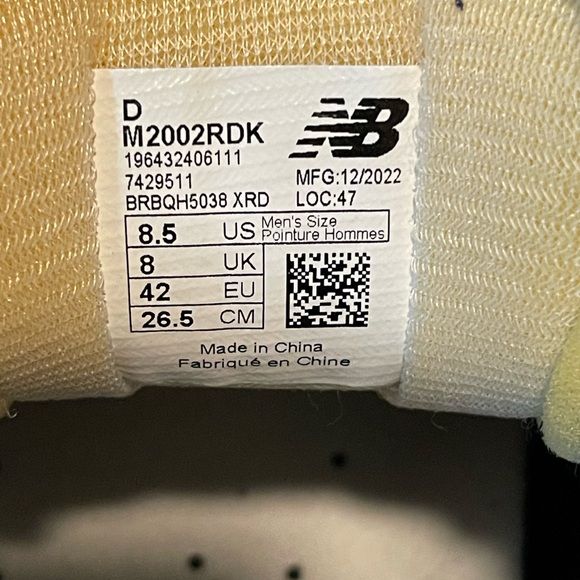 D
M2002RDK
196432406111
7429511 MFG:12/2022
BRBQH5038 XRD LOC:47
8.5 US Men's Size
Pointure Hommes
8 UK
42 EU
26.5 CM
Made in China
Fabriqué en Chine
NB